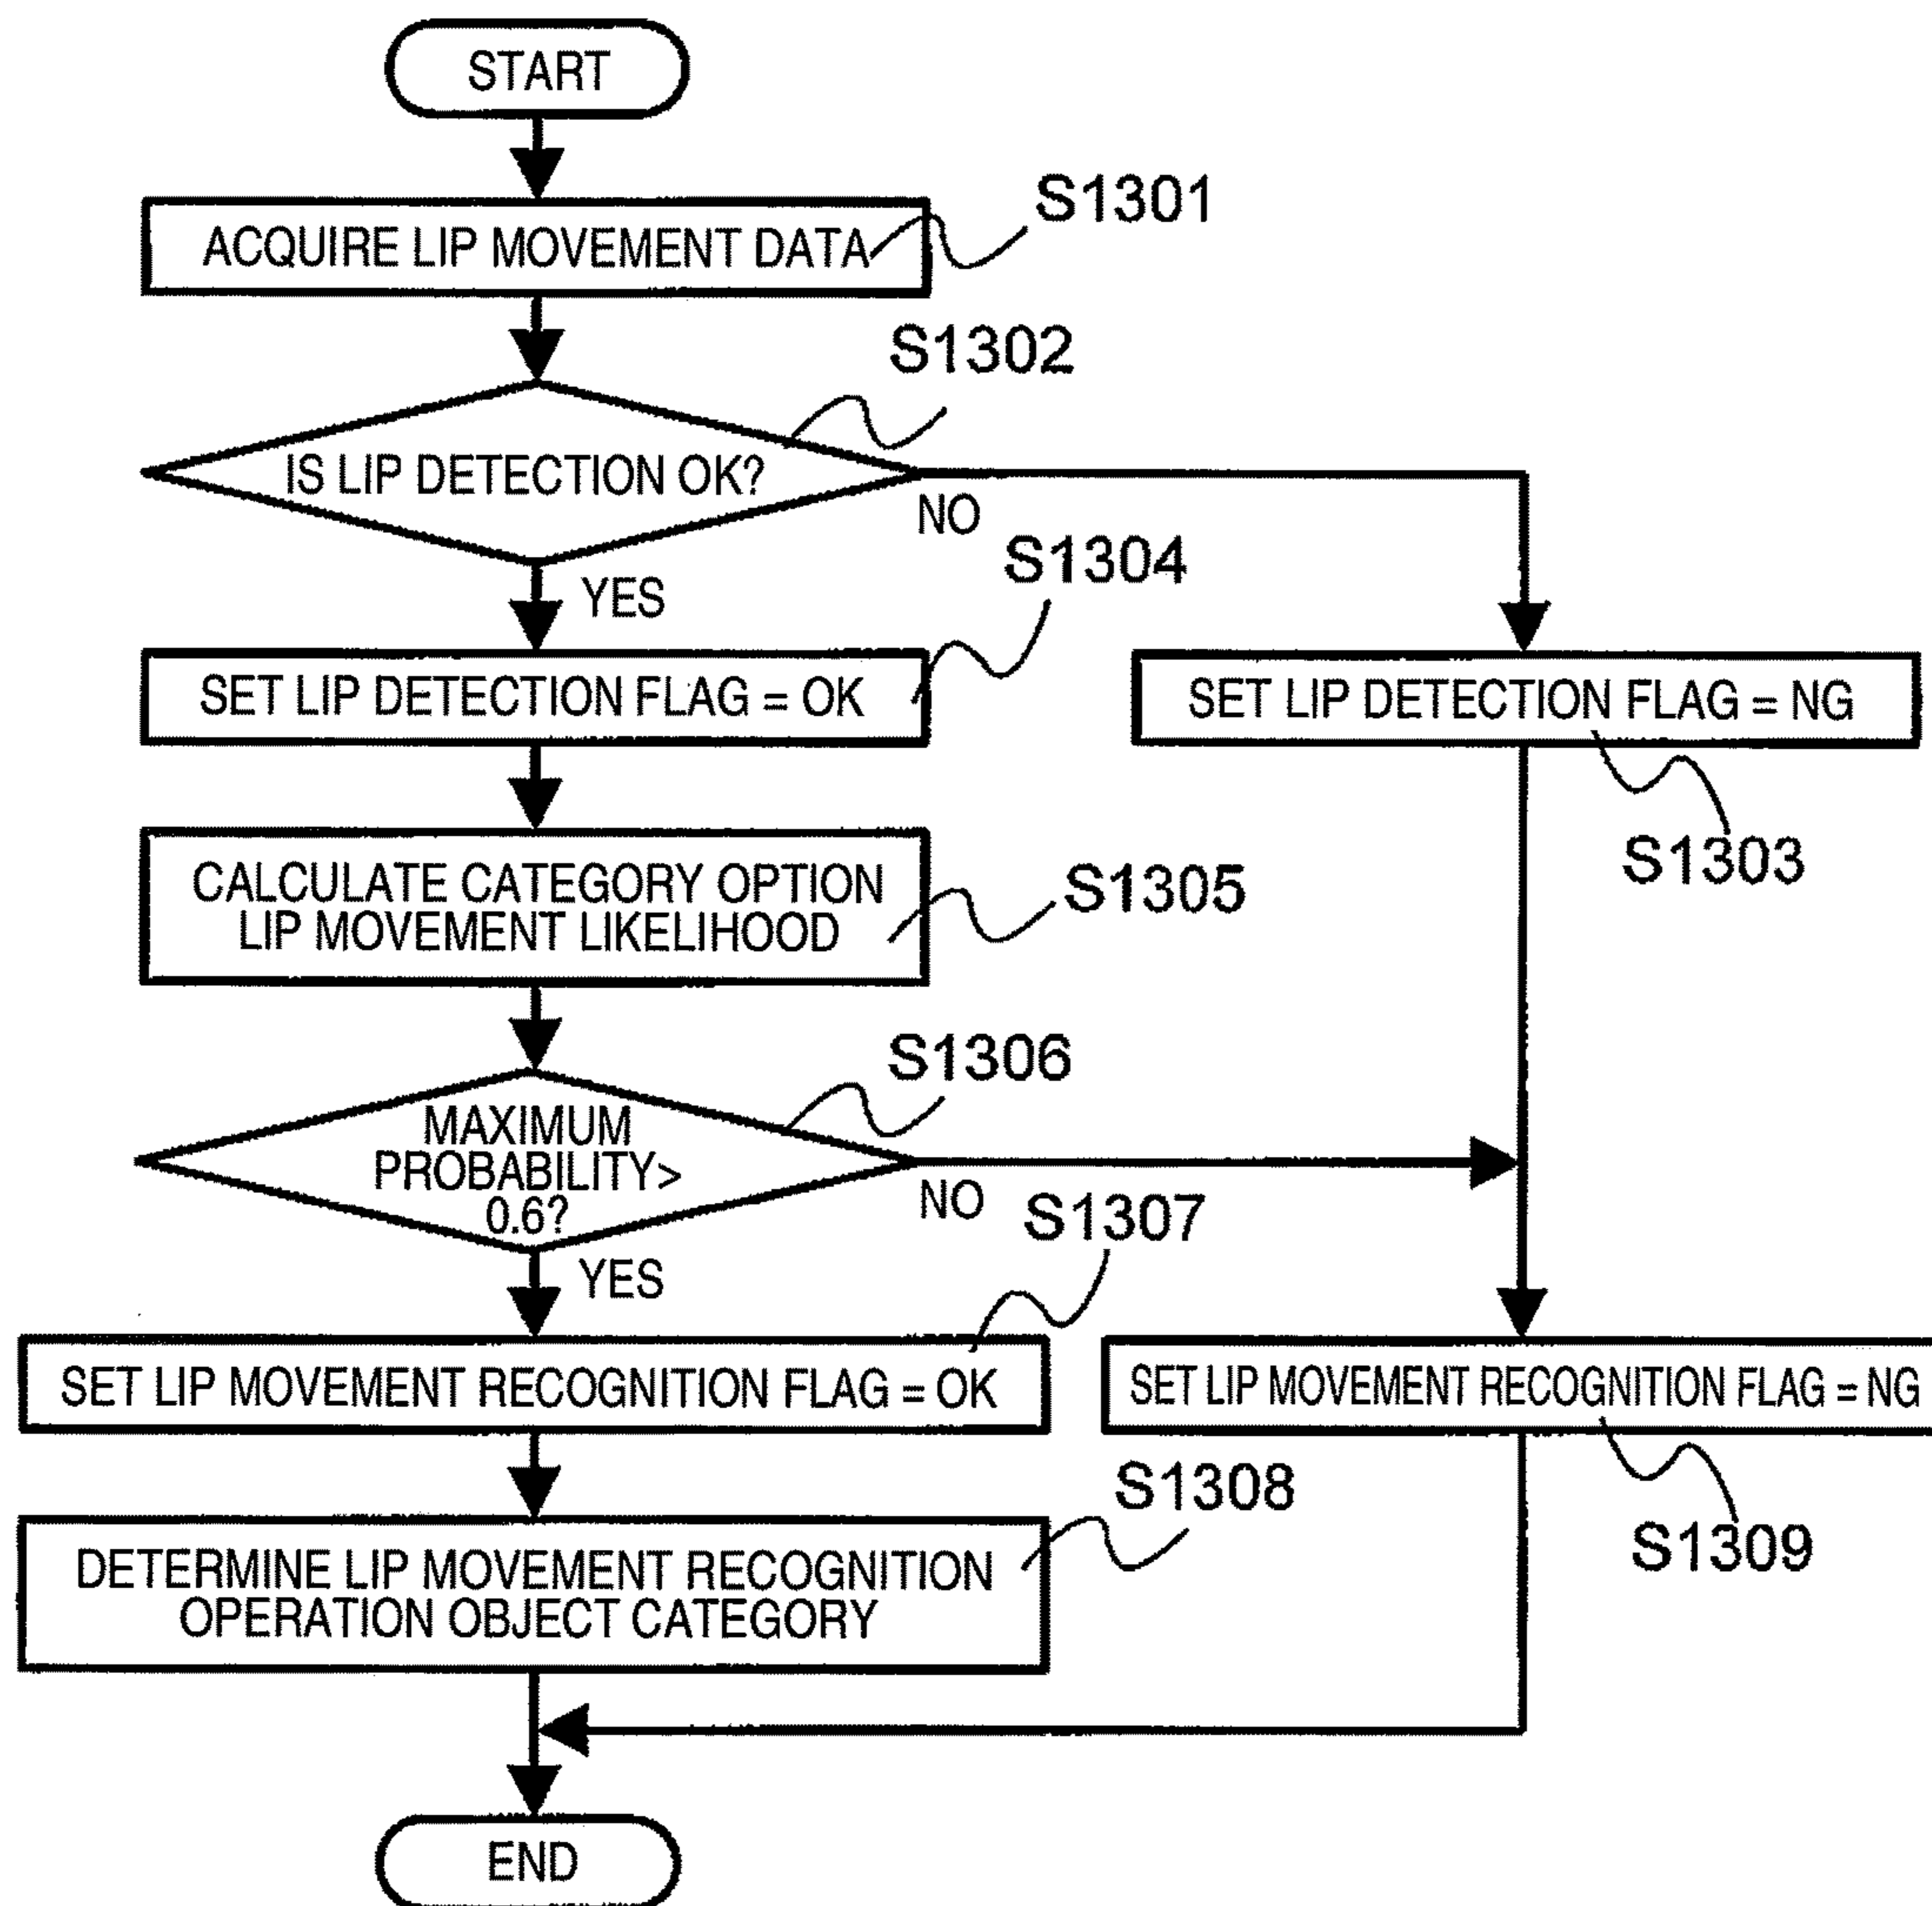 START
S1301
ACQUIRE LIP MOVEMENT DATA
S1302
IS LIP DETECTION OK?
NO
S1304
YES
SET LIP DETECTION FLAG = OK
SET LIP DETECTION FLAG = NG
S1303
CALCULATE CATEGORY OPTION
LIP MOVEMENT LIKELIHOOD
S1305
S1306
MAXIMUM
PROBABILITY>
0.6?
NO
S1307
YES
SET LIP MOVEMENT RECOGNITION FLAG = OK
SET LIP MOVEMENT RECOGNITION FLAG = NG
S1308
S1309
DETERMINE LIP MOVEMENT RECOGNITION
OPERATION OBJECT CATEGORY
END